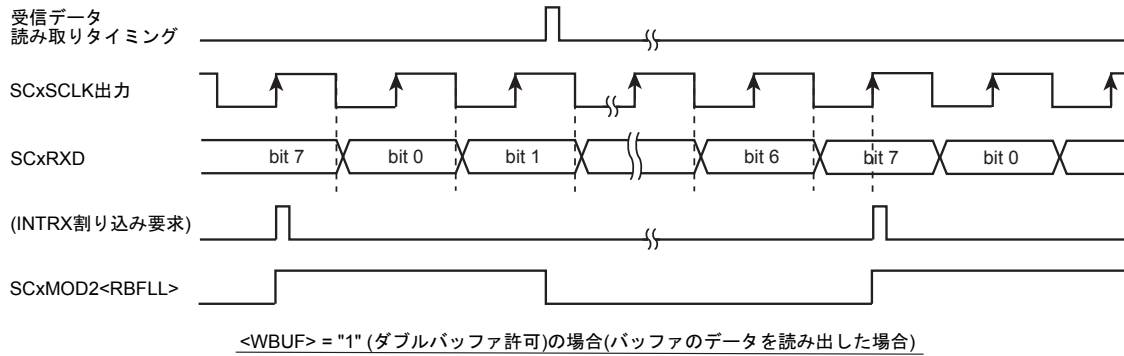 受信データ
読み取りタイミング
SCxSCLK出力
SCxRXD
bit 7
bit 0
bit 1
bit 6
bit 7
bit 0
(INTRX割り込み要求)
SCxMOD2<RBFLL>
<WBUF> = "1" (ダブルバッファ許可)の場合(バッファのデータを読み出した場合)